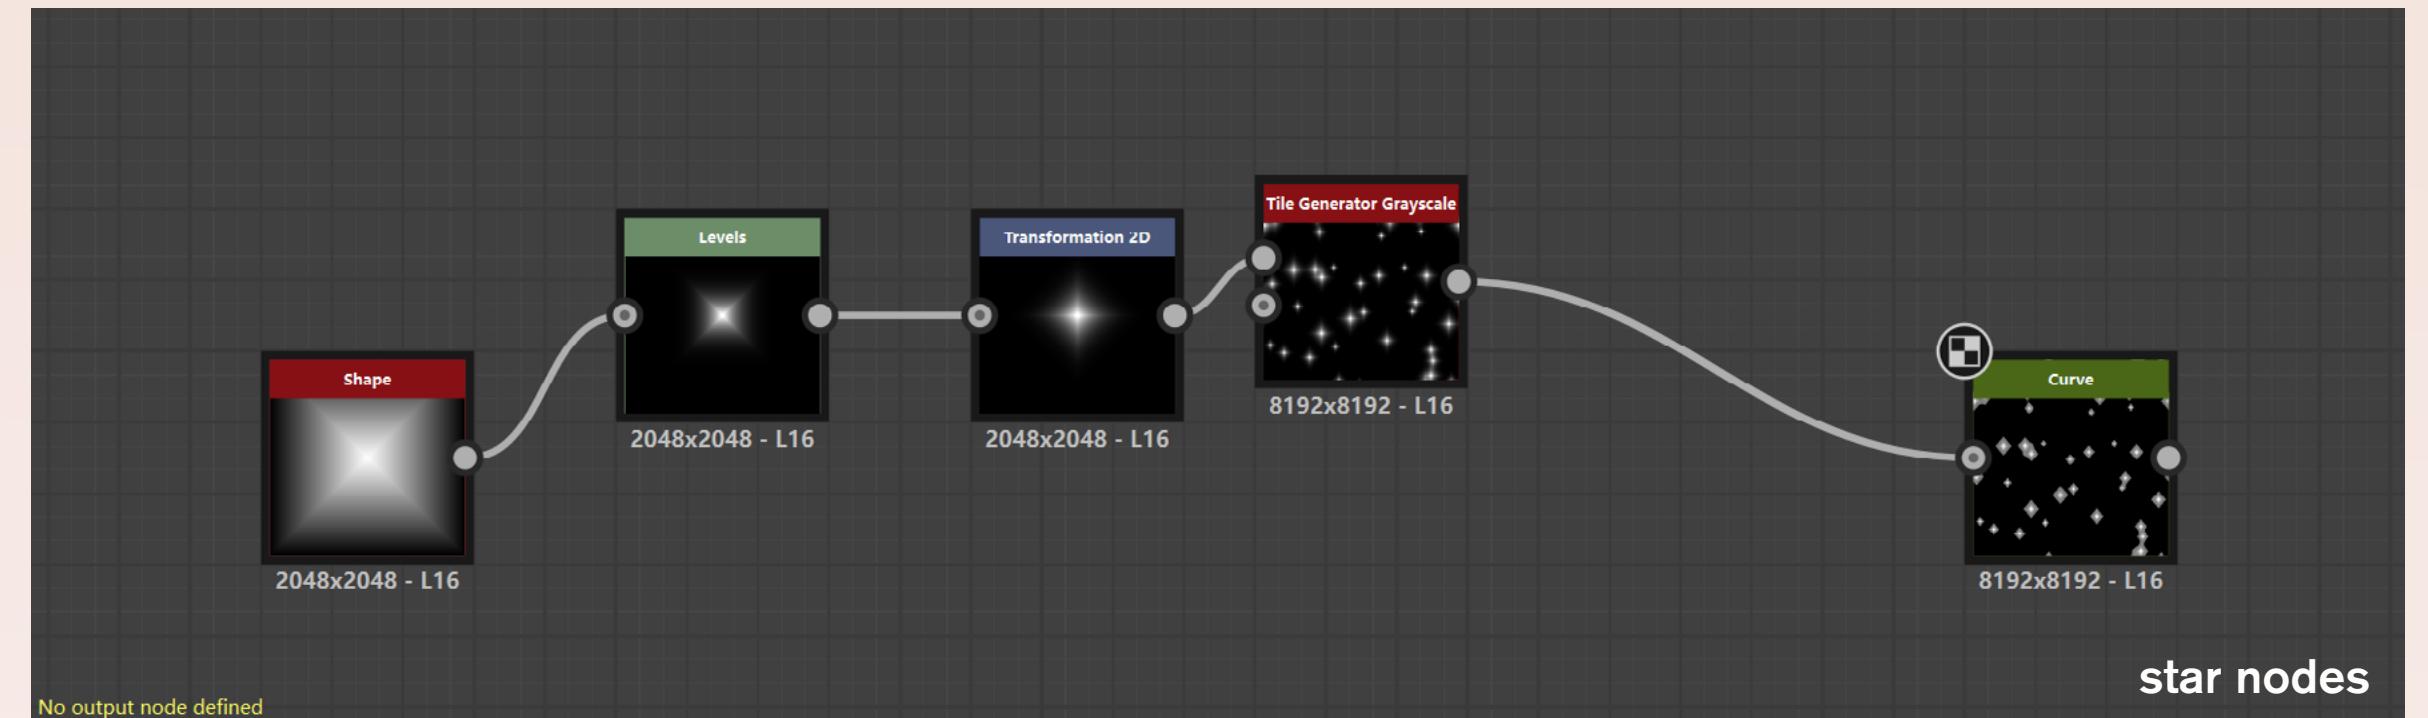 Shape
2048x2048 - L16
Levels
2048x2048 - L16
Transformation 2D
2048x2048 - L16
Tile Generator Grayscale
8192x8192 - L16
Curve
8192x8192 - L16
star nodes
No output node defined